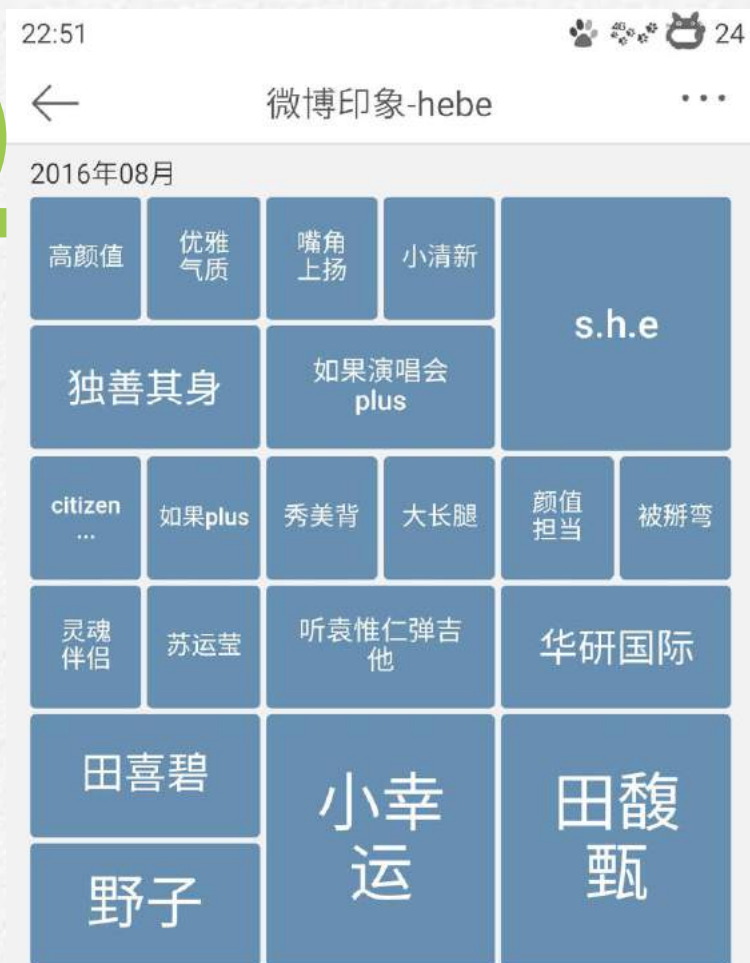 22:51
4G
24
微博印象-hebe
2016年08月
高颜值
优雅
气质
嘴角
上扬
小清新
s.h.e
独善其身
如果演唱会
plus
citizen
...
如果plus
秀美背
大长腿
颜值
担当
被掰弯
灵魂
伴侣
苏运莹
听袁惟仁弹吉
他
华研国际
田喜碧
小幸
运
田馥
甄
野子